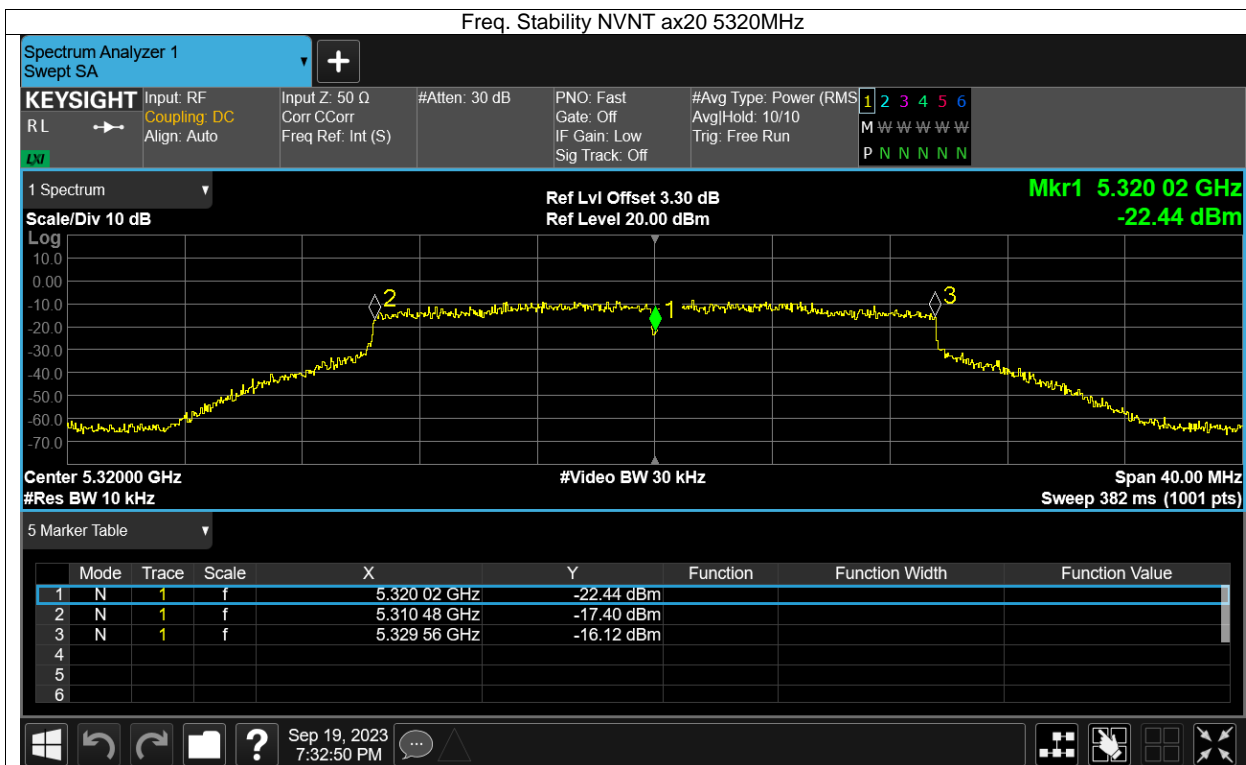 Freq. Stability NVNT ax20 5320MHz
Spectrum Analyzer 1
Swept SA
+
KEYSIGHT Input: RF Input Z: 50 Ω #Atten: 30 dB PNO: Fast #Avg Type: Power (RMS 1 2 3 4 5 6
R L Coupling: DC Corr CCorr Gate: Off Avg|Hold: 10/10 M W W W W W
Align: Auto Freq Ref: Int (S) IF Gain: Low Trig: Free Run
LXI Sig Track: Off P N N N N N N
1 Spectrum Ref Lvl Offset 3.30 dB Mkr1 5.320 02 GHz
Scale/Div 10 dB Ref Level 20.00 dBm -22.44 dBm
Log
10.0
0.00
-10.0 2 1 3
-20.0
-30.0
-40.0
-50.0
-60.0
-70.0
Center 5.32000 GHz #Video BW 30 kHz Span 40.00 MHz
#Res BW 10 kHz Sweep 382 ms (1001 pts)
5 Marker Table
Mode Trace Scale X Y Function Function Width Function Value
1 N 1 f 5.320 02 GHz -22.44 dBm
2 N 1 f 5.310 48 GHz -17.40 dBm
3 N 1 f 5.329 56 GHz -16.12 dBm
4
5
6
? Sep 19, 2023
7:32:50 PM